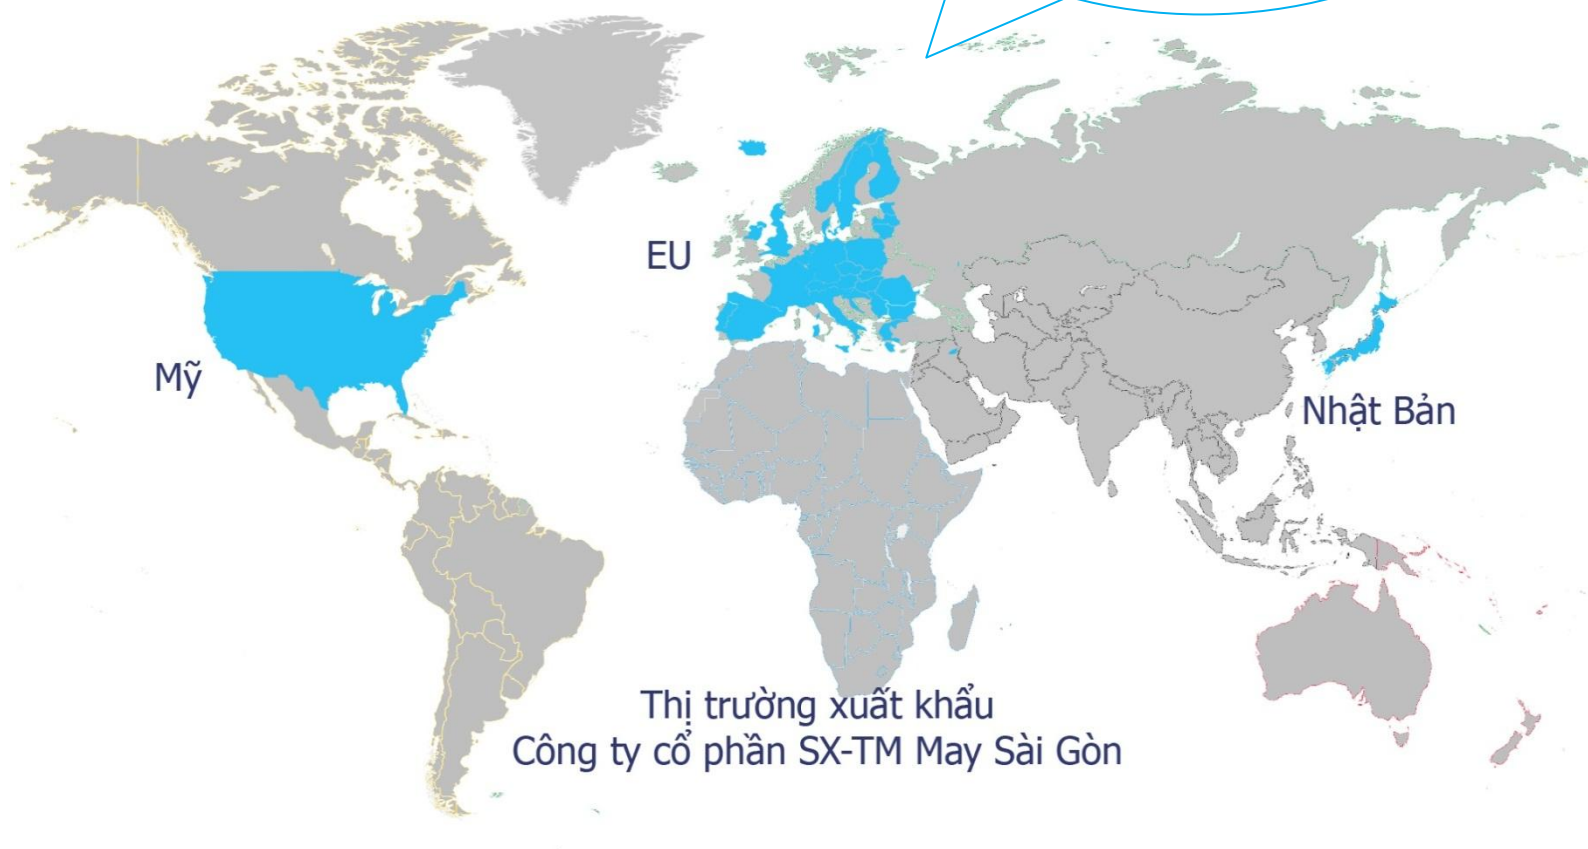 EU
Mỹ
Nhật Bản
Thị trường xuất khẩu
Công ty cổ phần SX-TM May Sài Gòn